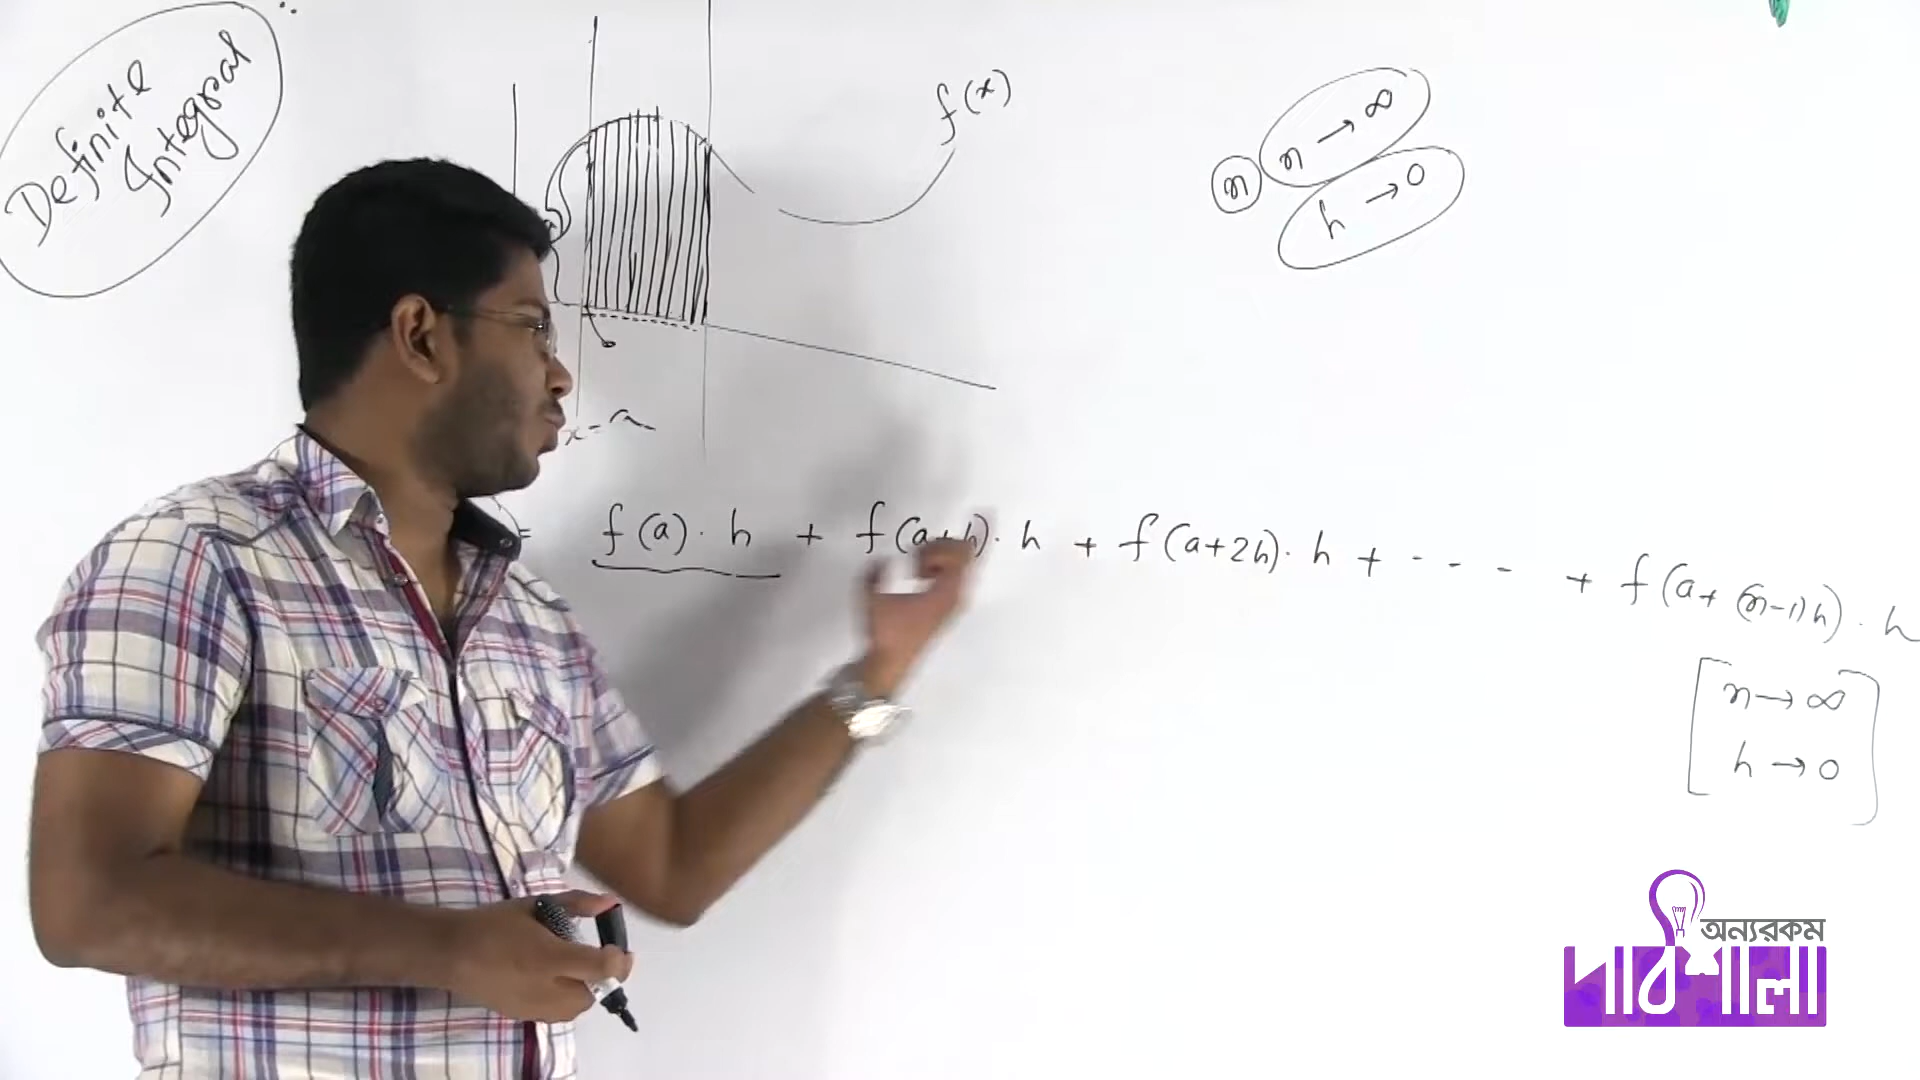 Definite
Integral
f(x)
n
n → ∞
h → 0
x = a
= f(a) · h + f(a+h) · h + f(a+2h) · h + - - - - + f(a+ (n-1)h) · h
n → ∞
h → 0
অন্যরকম
পাঠশালা